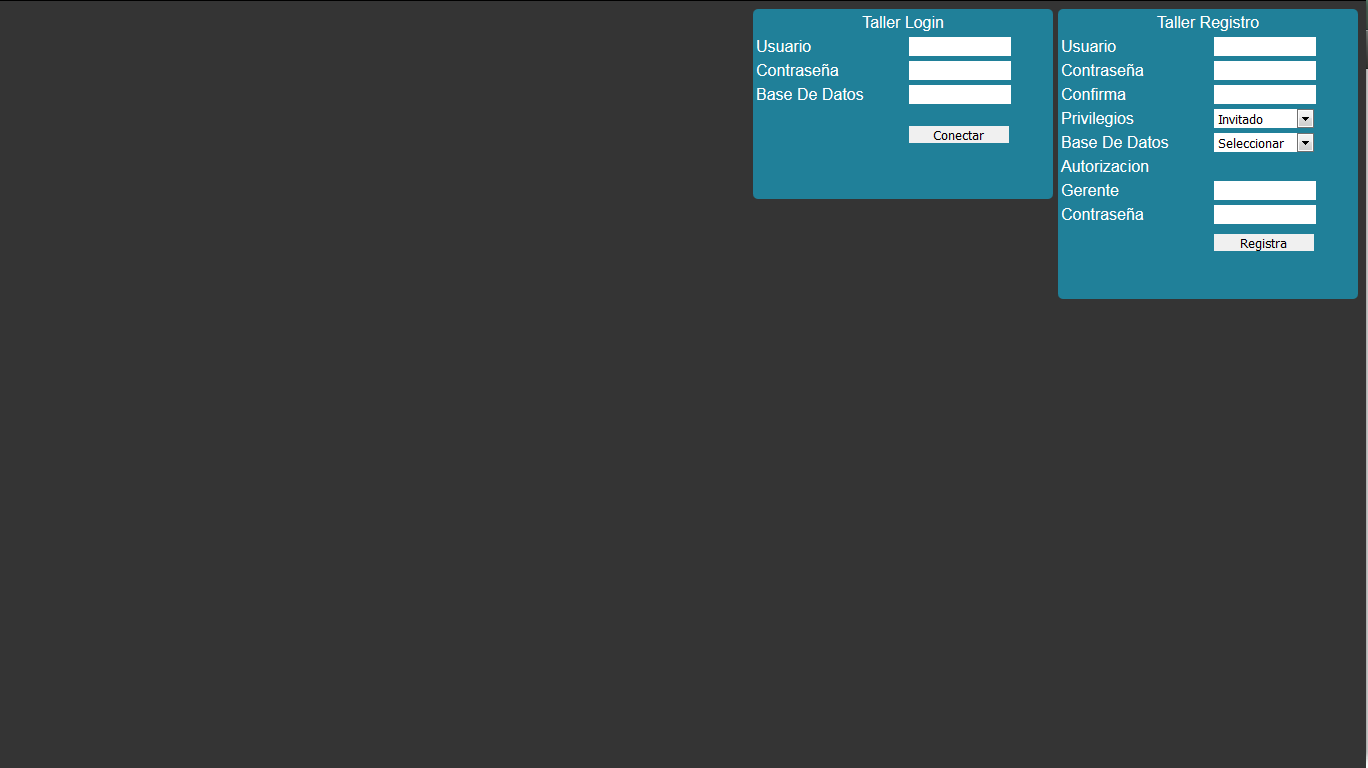 Taller Login
Usuario
Contraseña
Base De Datos
Conectar
Taller Registro
Usuario
Contraseña
Confirma
Privilegios Invitado
Base De Datos Seleccionar
Autorizacion
Gerente
Contraseña
Registra